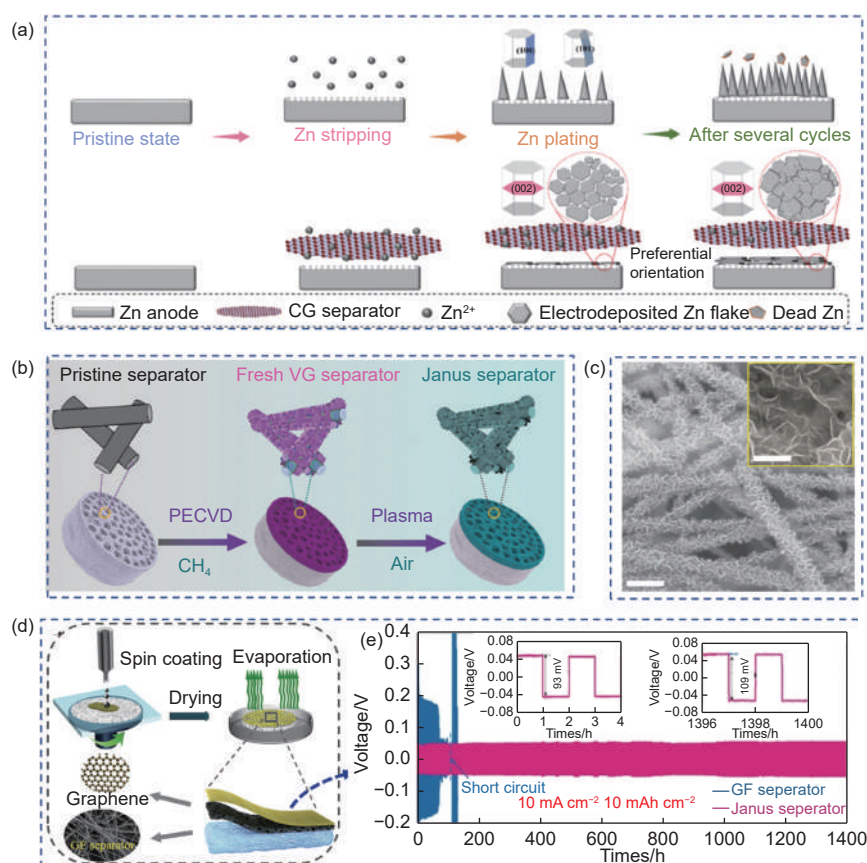 (a)
(100)
(101)
Pristine state
Zn stripping
Zn plating
After several cycles
(002)
(002)
Preferential
orientation
Zn anode
CG separator
Zn²⁺
Electrodeposited Zn flake
Dead Zn
(b)
Pristine separator
Fresh VG separator
Janus separator
PECVD
CH₄
Plasma
Air
(c)
(d)
Spin coating
Evaporation
Drying
Graphene
GF separator
(e)
Voltage/V
0.4
0.3
0.2
0.1
0.0
−0.1
−0.2
0 200 400 600 800 1000 1200 1400
Times/h
Voltage/V
0.08
0.04
0.00
−0.04
−0.08
93 mV
0 1 2 3 4
Times/h
Voltage/V
0.08
0.04
0.00
−0.04
−0.08
109 mV
1396 1398 1400
Times/h
Short circuit
10 mA cm⁻² 10 mAh cm⁻²
GF seperator
Janus seperator